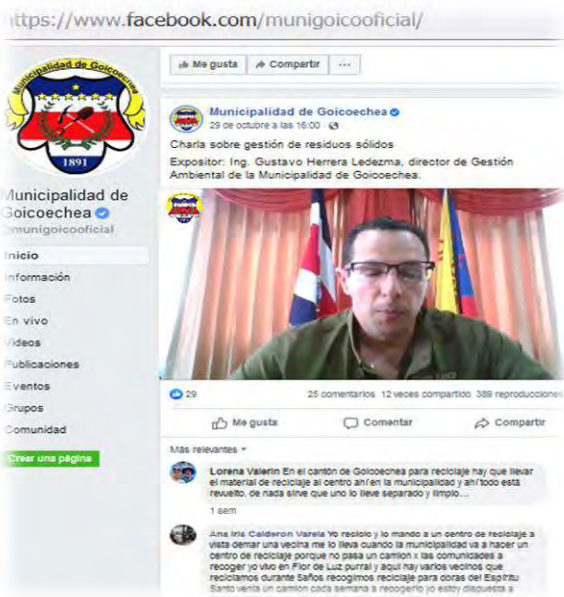 https://www.facebook.com/munigoicooficial/
Me gusta Compartir ...
Municipalidad de Goicoechea
1891
Municipalidad de Goicoechea
29 de octubre a las 16:00 ·
Charla sobre gestión de residuos sólidos
Expositor: Ing. Gustavo Herrera Ledezma, director de Gestión
Ambiental de la Municipalidad de Goicoechea.
Municipalidad de
Goicoechea
@munigoicooficial
Inicio
Información
Fotos
En vivo
Videos
Publicaciones
Eventos
Grupos
Comunidad
Crear una página
29
25 comentarios 12 veces compartido 389 reproducciones
Me gusta Comentar Compartir
Más relevantes
Lorena Valerin En el cantón de Goicoechea para reciclaje hay que llevar
el material de reciclaje al centro ahí en la municipalidad y ahí todo está
revuelto, de nada sirve que uno lo lleve separado y limpio...
1 sem
Ana Iris Calderon Varela Yo reciclo y lo mando a un centro de reciclaje a
vista demar una vecina me lo lleva cuando la municipalidad va a hacer un
centro de reciclaje porque no pasa un camion x las comunidades a
recoger yo vivo en Flor de Luz purral y aquí hay varios vecinos que
reciclamos durante 5años recogimos reciclaje para doras del Espíritu
Santo venía un camion cada semana a recogerlo yo estoy dispuesta a